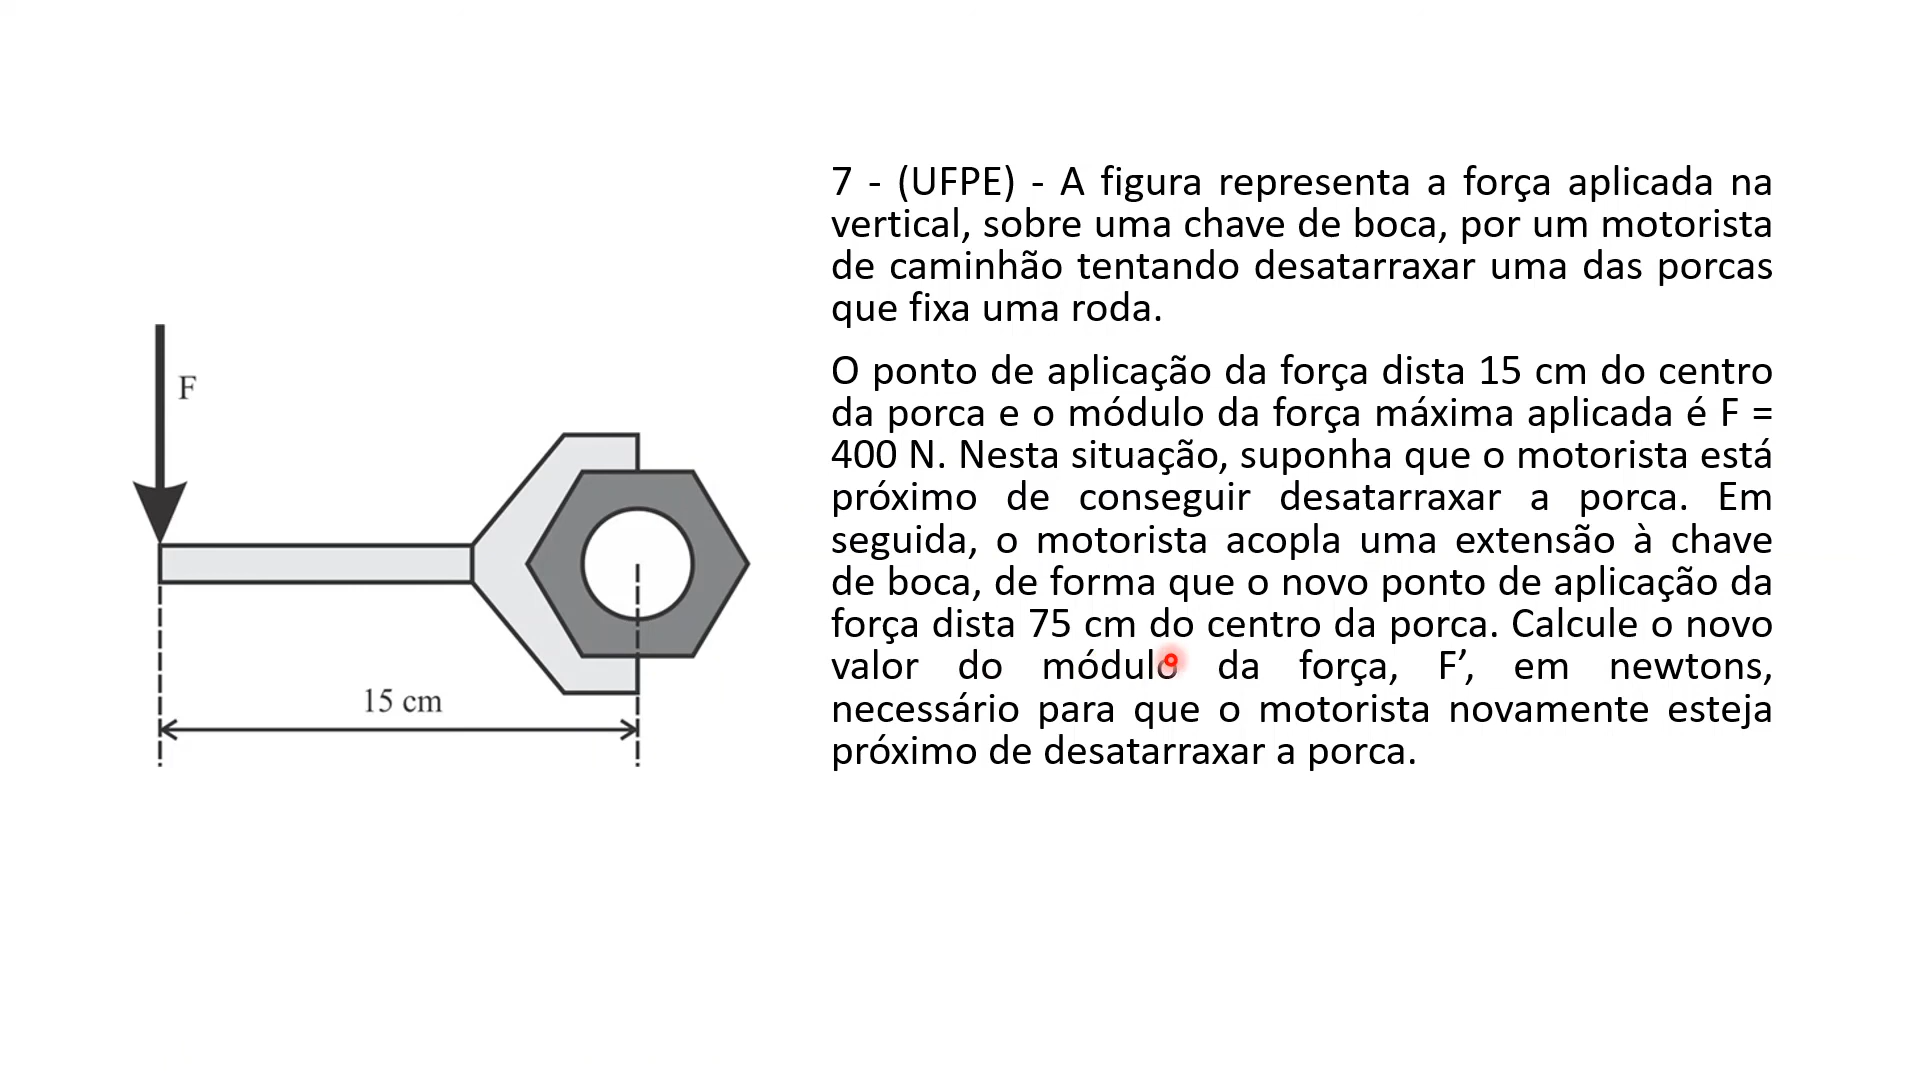 7 - (UFPE) - A figura representa a força aplicada na
vertical, sobre uma chave de boca, por um motorista
de caminhão tentando desatarraxar uma das porcas
que fixa uma roda.
O ponto de aplicação da força dista 15 cm do centro
da porca e o módulo da força máxima aplicada é F =
400 N. Nesta situação, suponha que o motorista está
próximo de conseguir desatarraxar a porca. Em
seguida, o motorista acopla uma extensão à chave
de boca, de forma que o novo ponto de aplicação da
força dista 75 cm do centro da porca. Calcule o novo
valor do módulo da força, F’, em newtons,
necessário para que o motorista novamente esteja
próximo de desatarraxar a porca.
F
15 cm